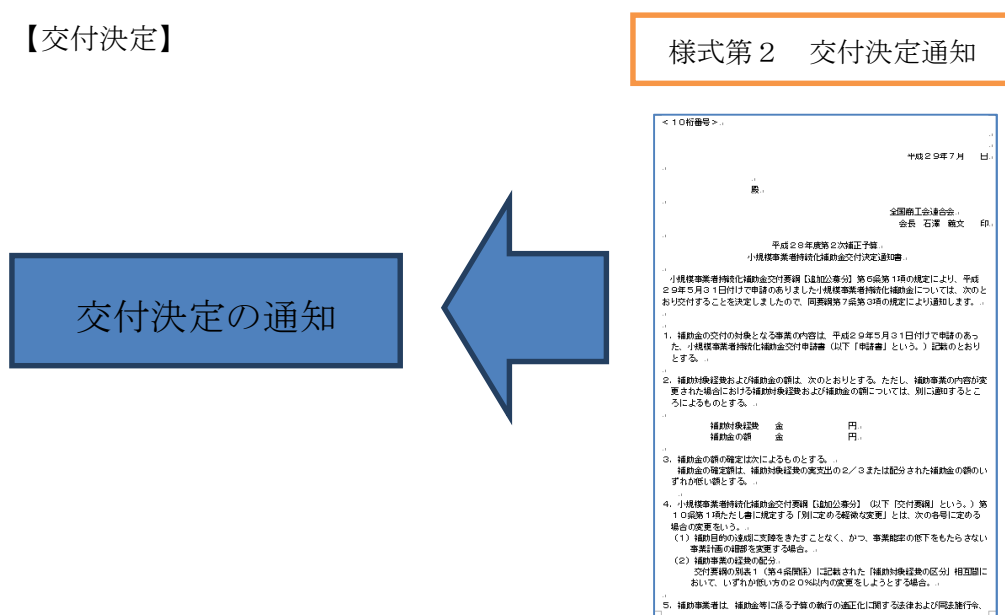 【交付決定】
様式第２　交付決定通知
交付決定の通知
＜１０桁番号＞
平成２９年７月　　日
殿
全国商工会連合会
会長　石澤　義文　　印
平成２８年度第２次補正予算
小規模事業者持続化補助金交付決定通知書
小規模事業者持続化補助金交付要綱【追加公募分】第６条第１項の規定により、平成
２９年５月３１日付けで申請のありました小規模事業者持続化補助金については、次のと
おり交付することを決定しましたので、同要綱第７条第３項の規定により通知します。
１．補助金の交付の対象となる事業の内容は、平成２９年５月３１日付けで申請のあっ
た、小規模事業者持続化補助金交付申請書（以下「申請書」という。）記載のとおり
とする。
２．補助対象経費および補助金の額は、次のとおりとする。ただし、補助事業の内容が変
更された場合における補助対象経費および補助金の額については、別に通知するとこ
ろによるものとする。
補助対象経費　　金　　　　　　円
補助金の額　　　金　　　　　　円
３．補助金の額の確定は次によるものとする。
補助金の確定額は、補助対象経費の実支出の２／３または配分された補助金の額のい
ずれか低い額とする。
４．小規模事業者持続化補助金交付要綱【追加公募分】（以下「交付要綱」という。）第
１０条第１項ただし書に規定する「別に定める軽微な変更」とは、次の各号に定める
場合の変更をいう。
（１）補助目的の達成に支障をきたすことなく、かつ、事業能率の低下をもたらさない
事業計画の細部を変更する場合。
（２）補助事業の経費の配分
交付要綱の別表１（第４条関係）に記載された「補助対象経費の区分」相互間に
おいて、いずれか低い方の２０％以内の変更をしようとする場合。
５．補助事業者は、補助金等に係る予算の執行の適正化に関する法律および同法施行令、